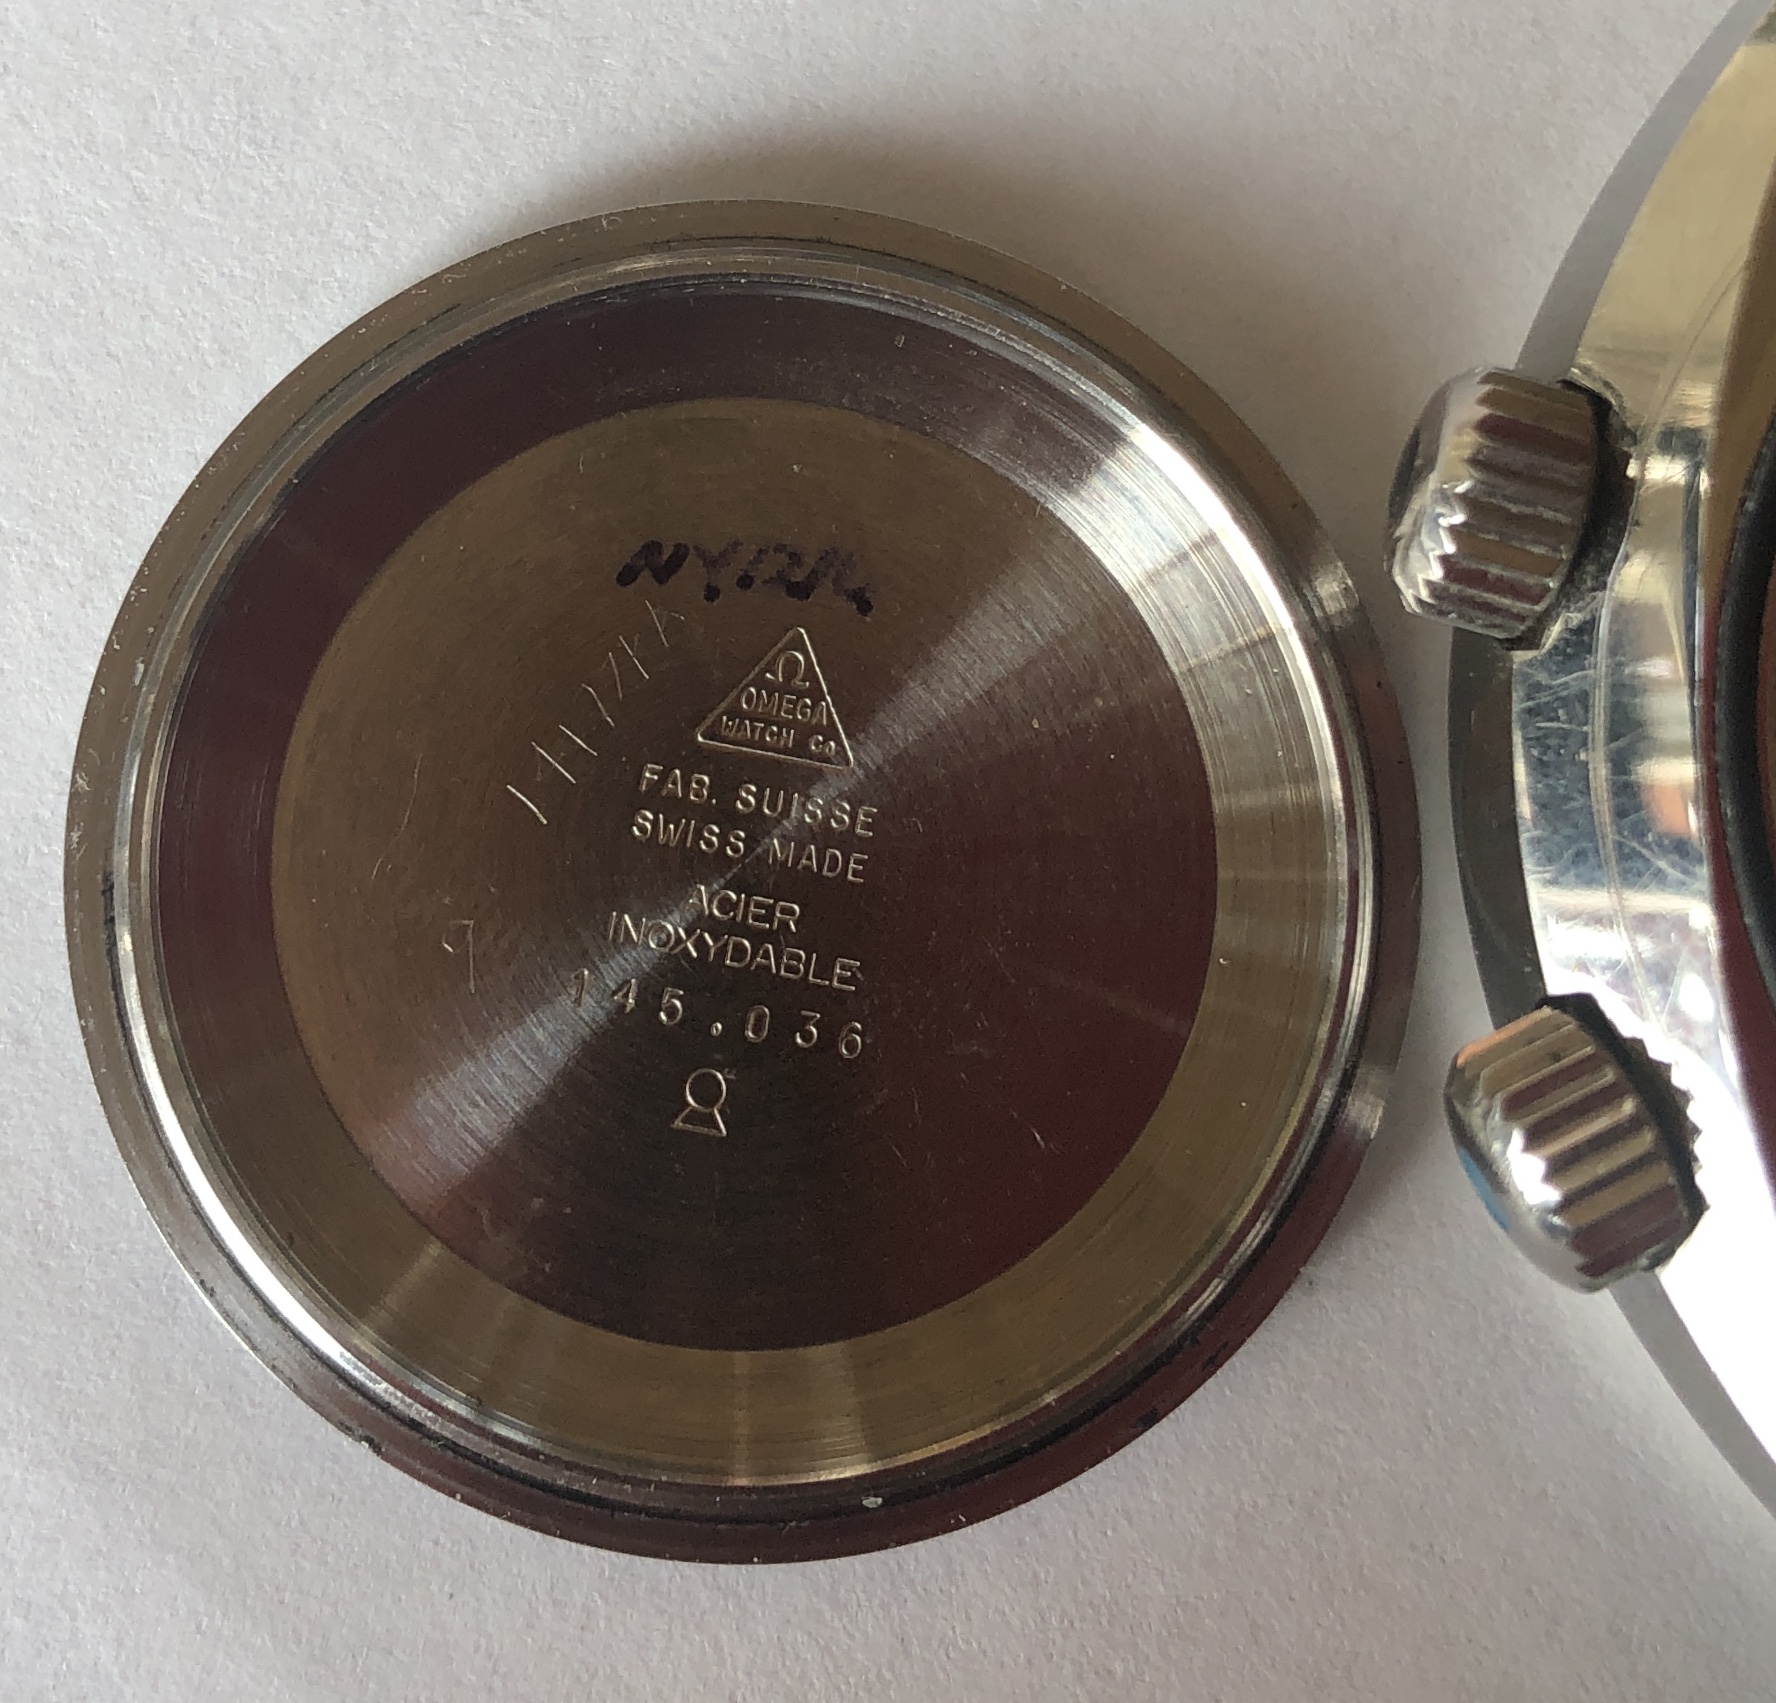 Ω
OMEGA
WATCH Co
FAB. SUISSE
SWISS MADE
ACIER
INOXYDABLE
145.036